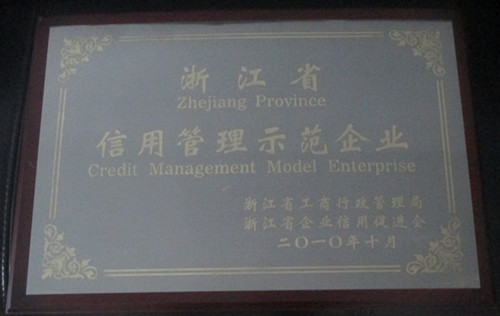 浙江省
Zhejiang Province
信用管理示范企业
Credit Management Model Enterprise
浙江省工商行政管理局
浙江省企业信用促进会
二〇一〇年十月